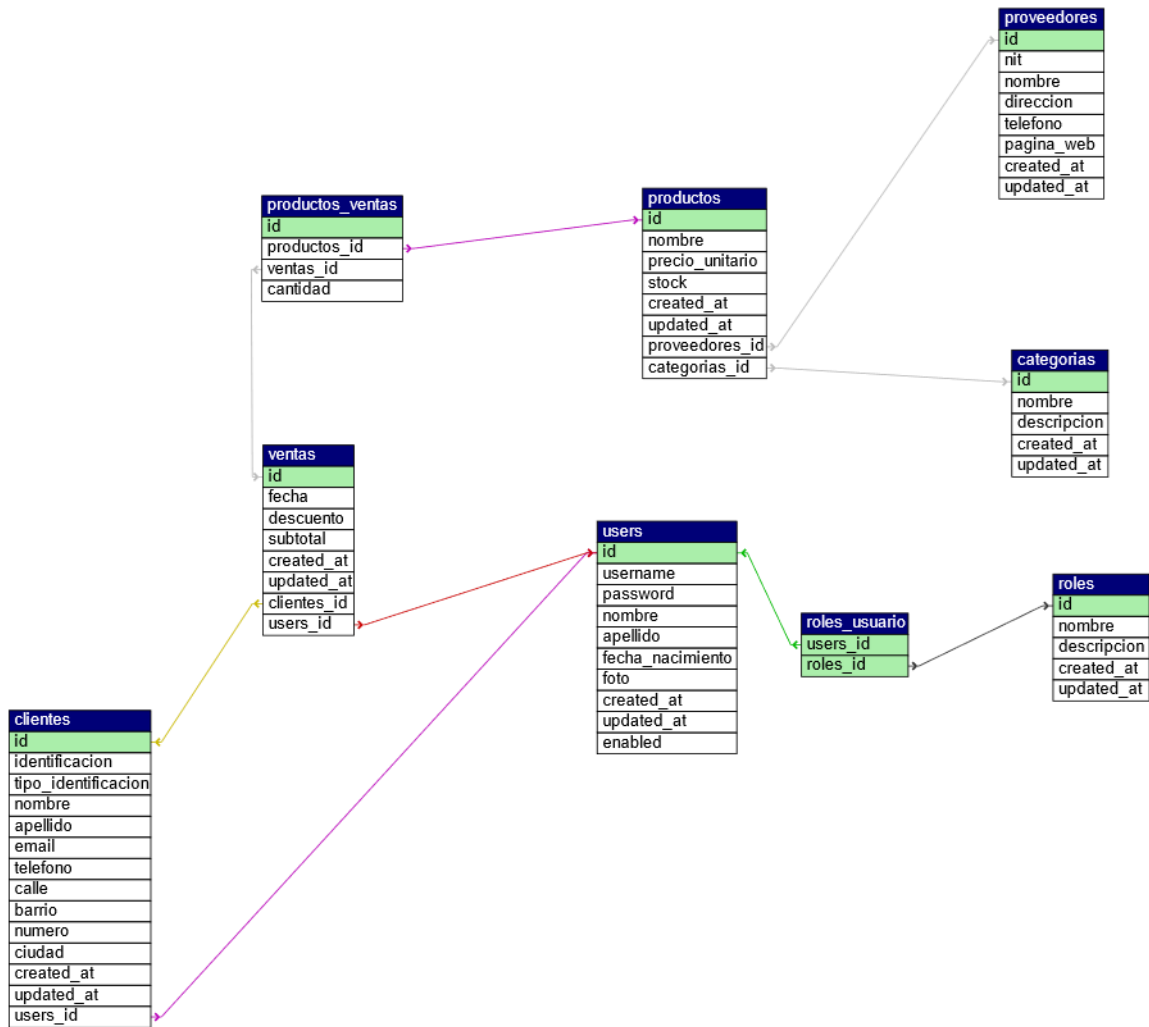 proveedores
id
nit
nombre
direccion
telefono
pagina_web
created_at
updated_at
productos_ventas
id
productos_id
ventas_id
cantidad
productos
id
nombre
precio_unitario
stock
created_at
updated_at
proveedores_id
categorias_id
categorias
id
nombre
descripcion
created_at
updated_at
ventas
id
fecha
descuento
subtotal
created_at
updated_at
clientes_id
users_id
users
id
username
password
nombre
apellido
fecha_nacimiento
foto
created_at
updated_at
enabled
roles_usuario
users_id
roles_id
roles
id
nombre
descripcion
created_at
updated_at
clientes
id
identificacion
tipo_identificacion
nombre
apellido
email
telefono
calle
barrio
numero
ciudad
created_at
updated_at
users_id